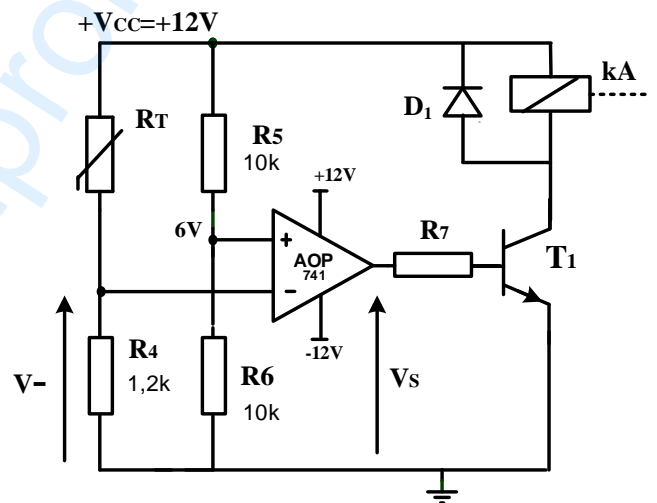 +VCC=+12V
kA
D1
RT
R5
10k
+12V
6V
R7
+
AOP
741
T1
-
-12V
R4
1,2k
R6
10k
V-
VS